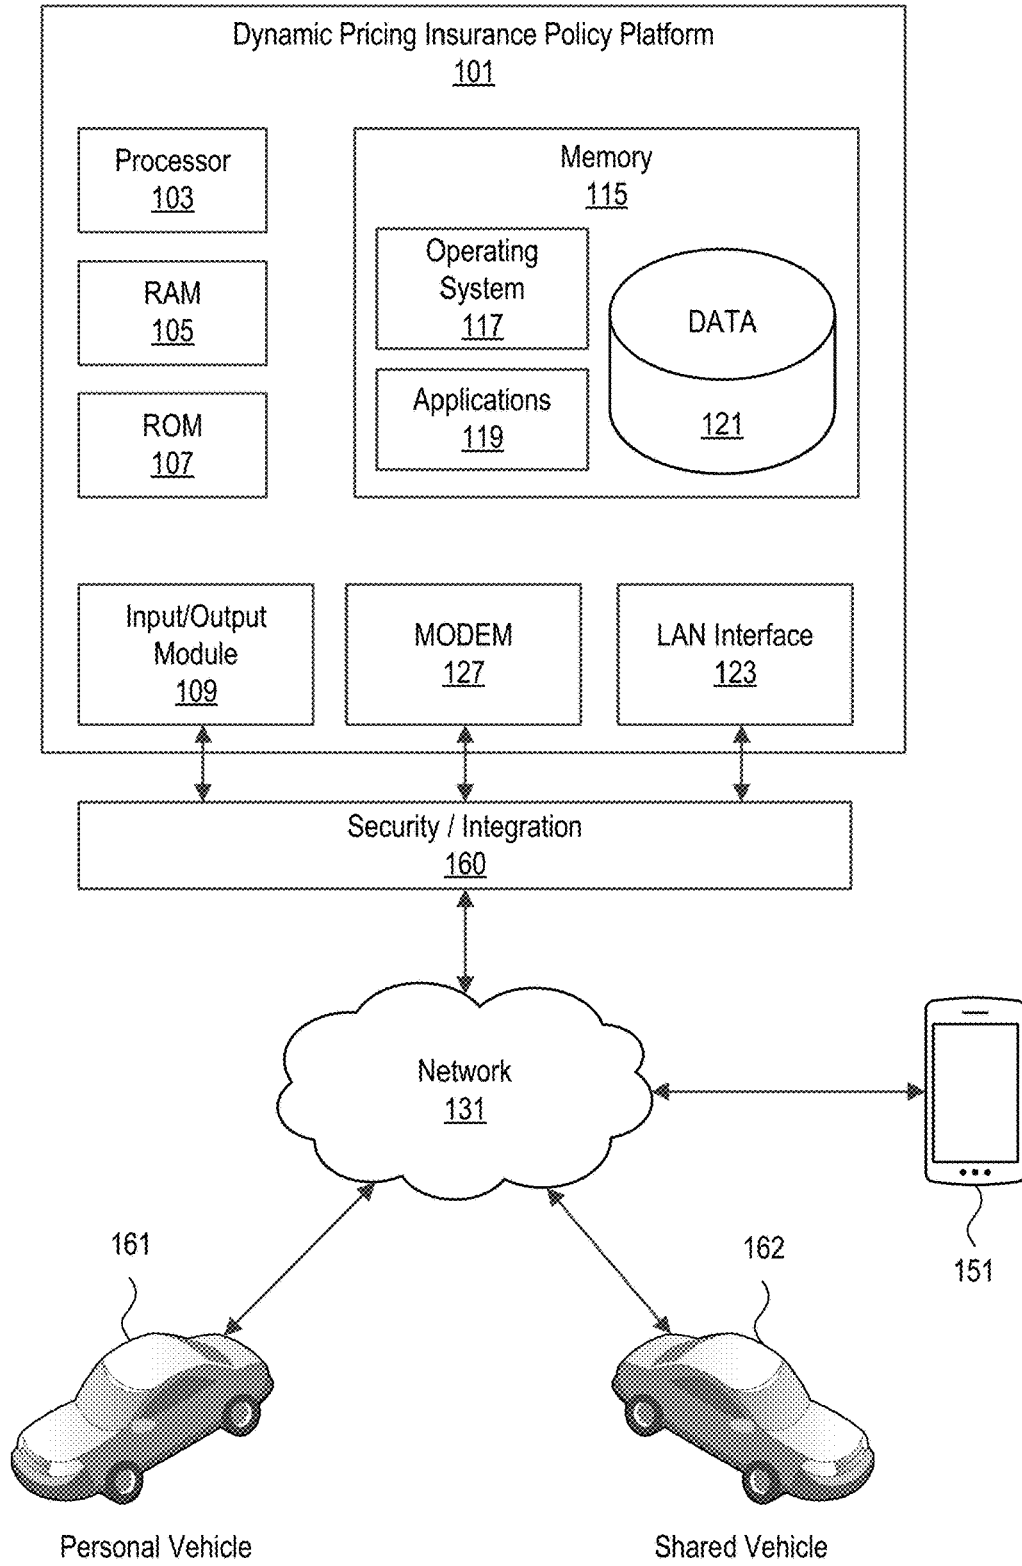 Dynamic Pricing Insurance Policy Platform
101
Processor
103
RAM
105
ROM
107
Memory
115
Operating
System
117
Applications
119
DATA
121
Input/Output
Module
109
MODEM
127
LAN Interface
123
Security / Integration
160
Network
131
151
161
162
Personal Vehicle
Shared Vehicle